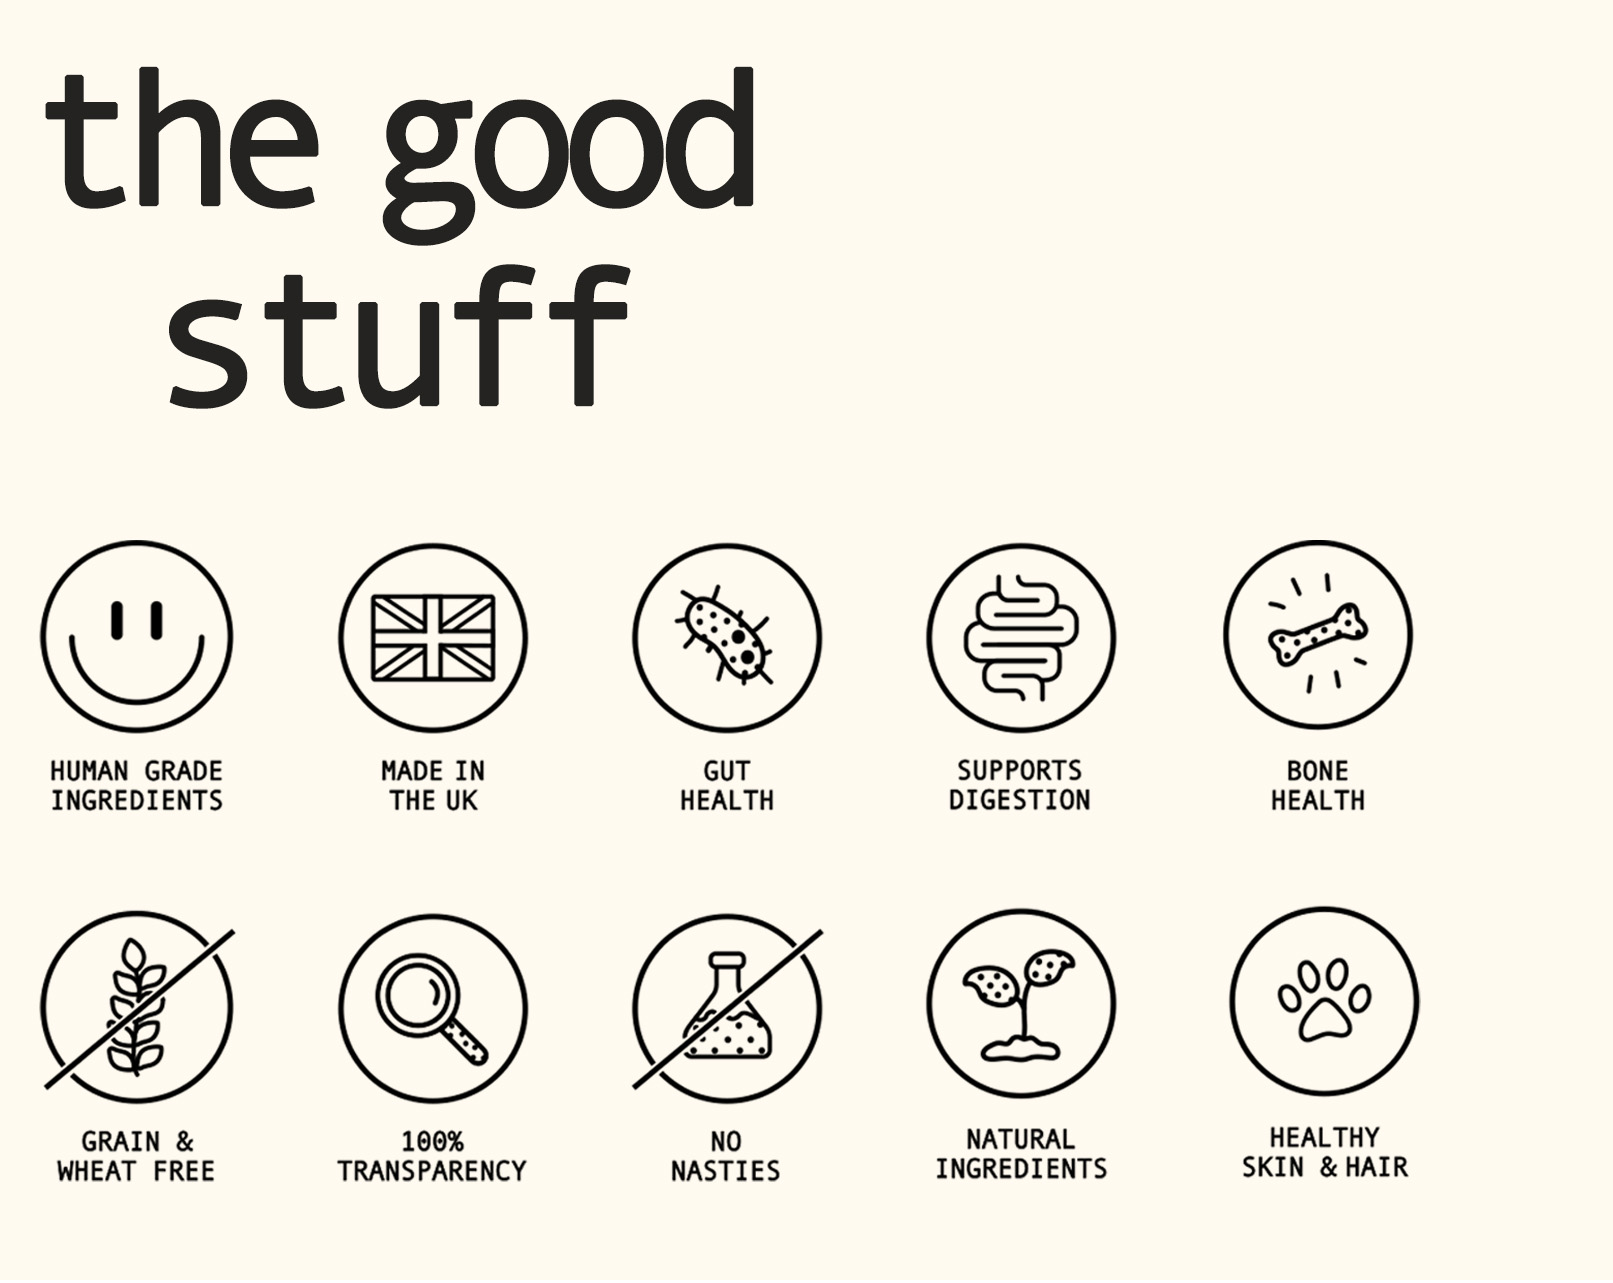 the good
stuff
HUMAN GRADE
INGREDIENTS
MADE IN
THE UK
GUT
HEALTH
SUPPORTS
DIGESTION
BONE
HEALTH
GRAIN &
WHEAT FREE
100%
TRANSPARENCY
NO
NASTIES
NATURAL
INGREDIENTS
HEALTHY
SKIN & HAIR